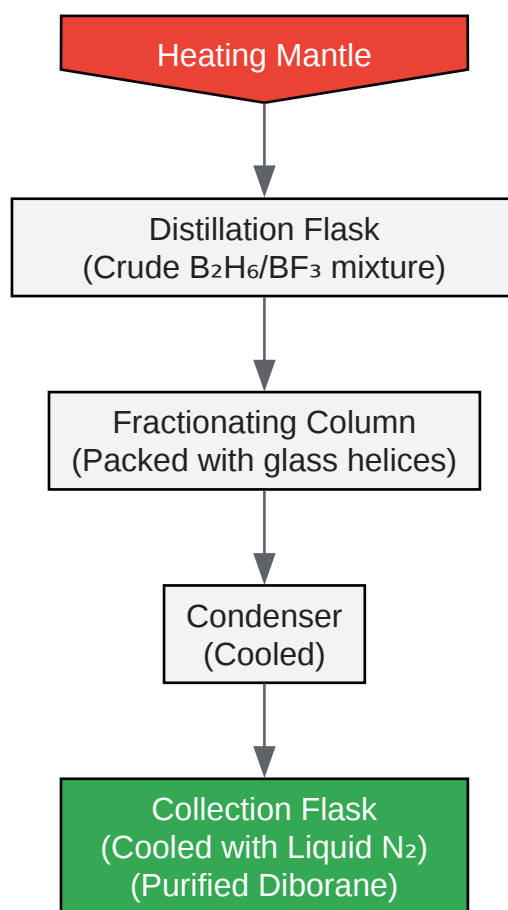 Heating Mantle
Distillation Flask
(Crude B₂H₆/BF₃ mixture)
Fractionating Column
(Packed with glass helices)
Condenser
(Cooled)
Collection Flask
(Cooled with Liquid N₂)
(Purified Diborane)